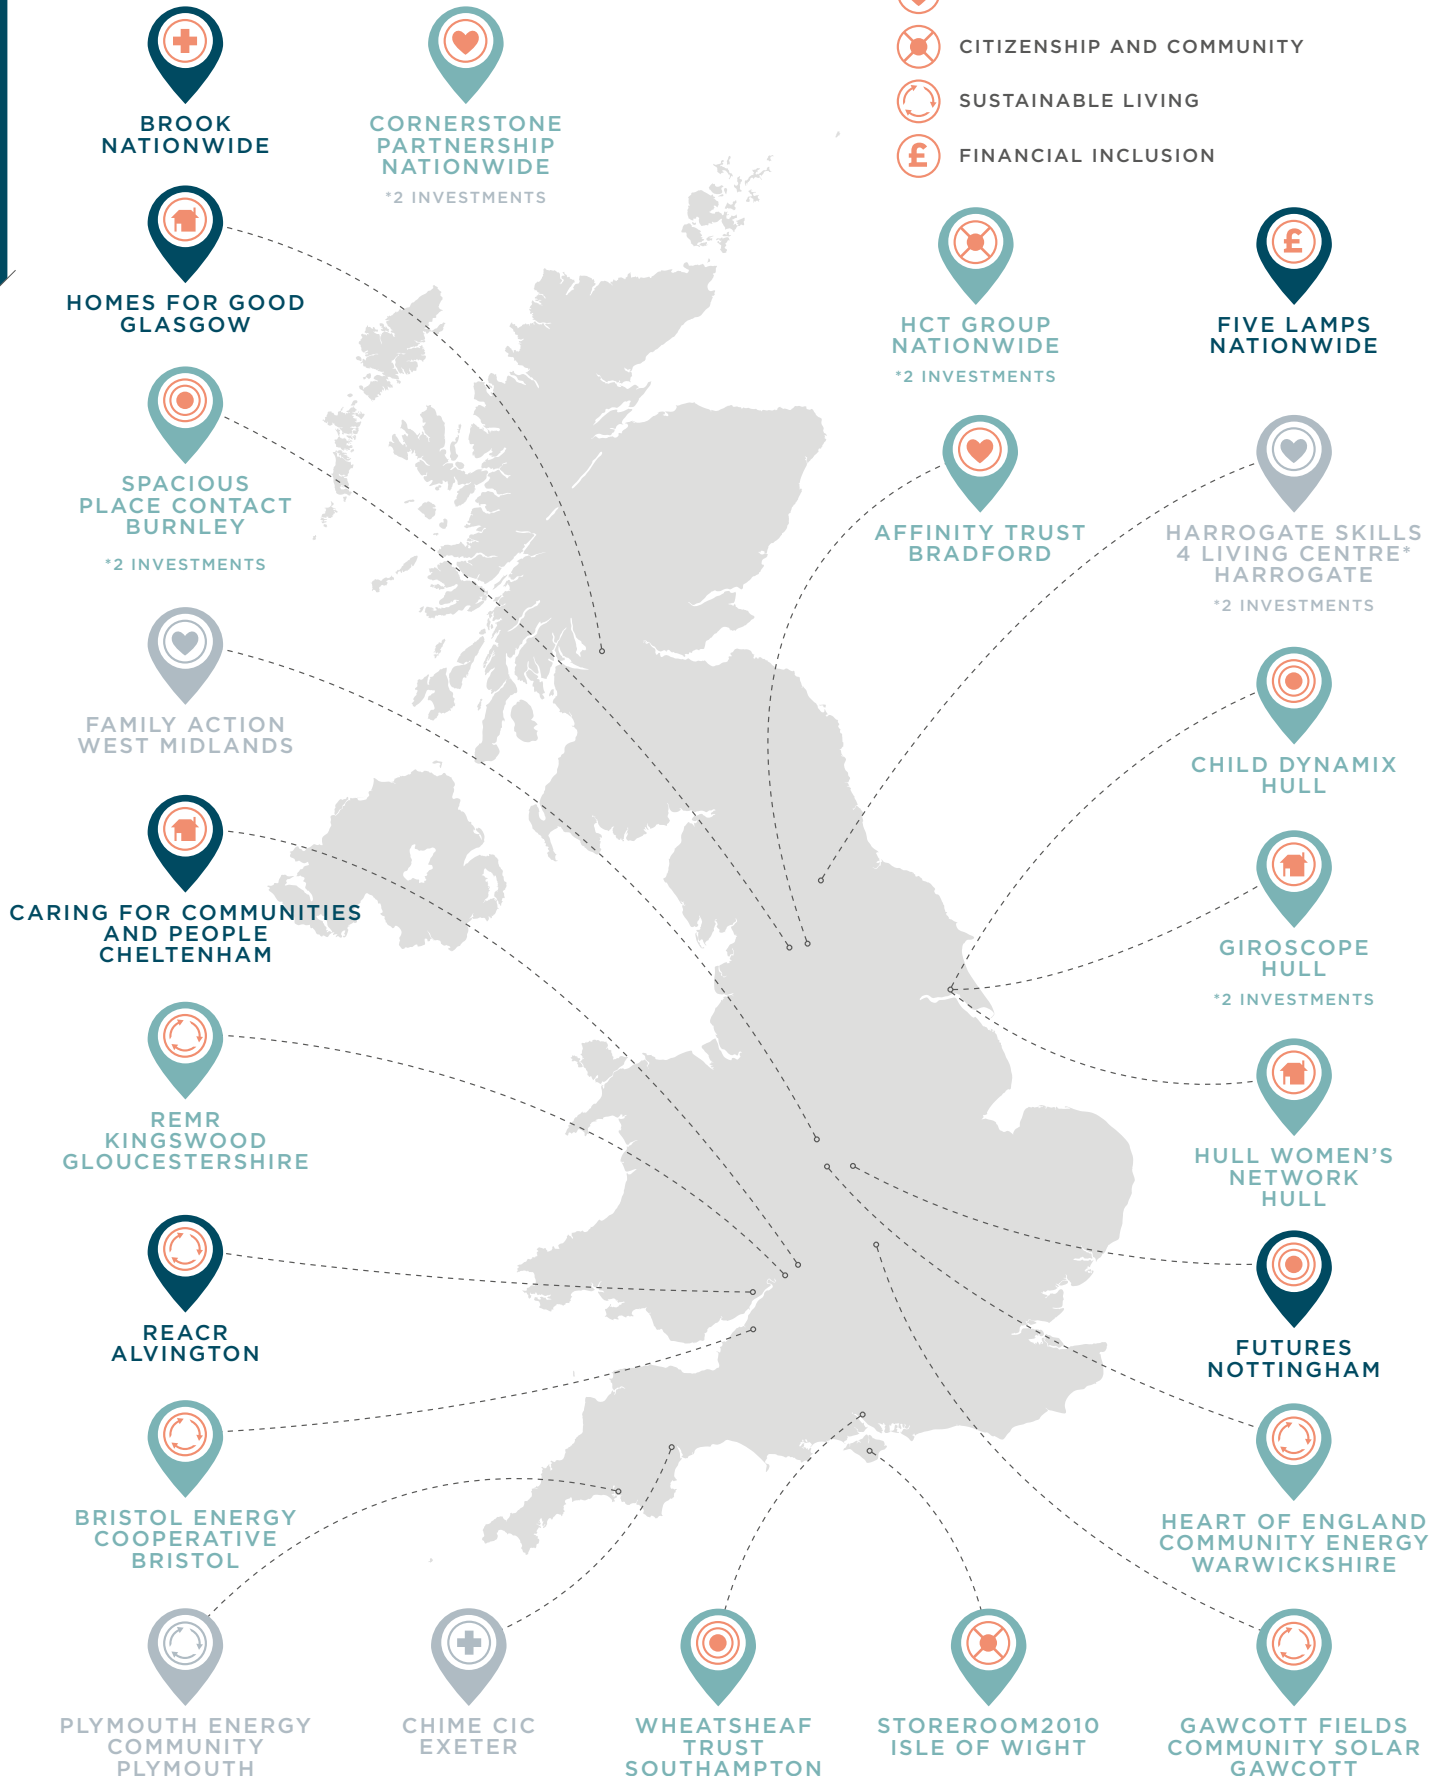 CITIZENSHIP AND COMMUNITY
SUSTAINABLE LIVING
£
FINANCIAL INCLUSION
BROOK
NATIONWIDE
CORNERSTONE
PARTNERSHIP
NATIONWIDE
*2 INVESTMENTS
HOMES FOR GOOD
GLASGOW
HCT GROUP
NATIONWIDE
*2 INVESTMENTS
£
FIVE LAMPS
NATIONWIDE
SPACIOUS
PLACE CONTACT
BURNLEY
*2 INVESTMENTS
AFFINITY TRUST
BRADFORD
HARROGATE SKILLS
4 LIVING CENTRE*
HARROGATE
*2 INVESTMENTS
FAMILY ACTION
WEST MIDLANDS
CHILD DYNAMIX
HULL
CARING FOR COMMUNITIES
AND PEOPLE
CHELTENHAM
GIROSCOPE
HULL
*2 INVESTMENTS
REMR
KINGSWOOD
GLOUCESTERSHIRE
HULL WOMEN'S
NETWORK
HULL
REACR
ALVINGTON
FUTURES
NOTTINGHAM
BRISTOL ENERGY
COOPERATIVE
BRISTOL
HEART OF ENGLAND
COMMUNITY ENERGY
WARWICKSHIRE
PLYMOUTH ENERGY
COMMUNITY
PLYMOUTH
CHIME CIC
EXETER
WHEATSHEAF
TRUST
SOUTHAMPTON
STOREROOM2010
ISLE OF WIGHT
GAWCOTT FIELDS
COMMUNITY SOLAR
GAWCOTT